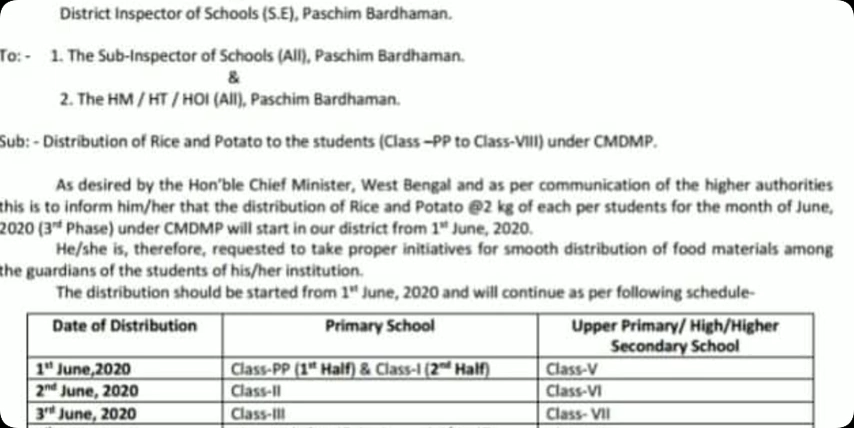 District Inspector of Schools (S.E), Paschim Bardhaman.
To: - 1. The Sub-Inspector of Schools (All), Paschim Bardhaman.
&
2. The HM / HT / HOI (All), Paschim Bardhaman.
Sub: - Distribution of Rice and Potato to the students (Class –PP to Class-VIII) under CMDMP.
As desired by the Hon'ble Chief Minister, West Bengal and as per communication of the higher authorities
this is to inform him/her that the distribution of Rice and Potato @2 kg of each per students for the month of June,
2020 (3rd Phase) under CMDMP will start in our district from 1st June, 2020.
He/she is, therefore, requested to take proper initiatives for smooth distribution of food materials among
the guardians of the students of his/her institution.
The distribution should be started from 1st June, 2020 and will continue as per following schedule-
Date of Distribution Primary School Upper Primary/ High/Higher
Secondary School
1st June,2020 Class-PP (1st Half) & Class-I (2nd Half) Class-V
2nd June, 2020 Class-II Class-VI
3rd June, 2020 Class-III Class- VII